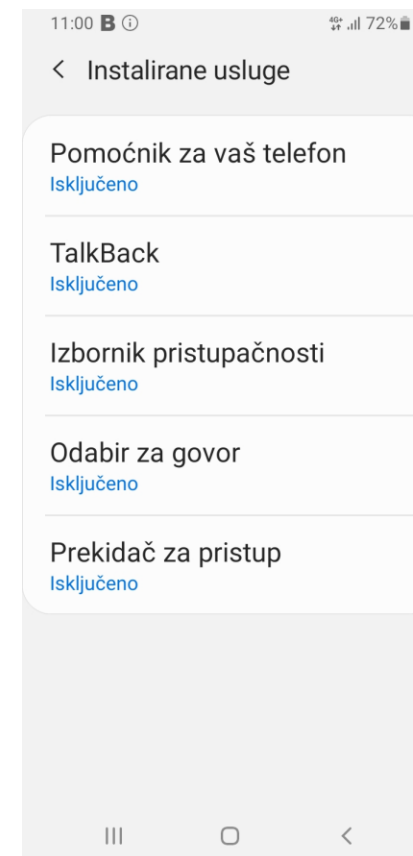 11:00 B 4G+ 72%
Instalirane usluge
Pomoćnik za vaš telefon
Isključeno
TalkBack
Isključeno
Izbornik pristupačnosti
Isključeno
Odabir za govor
Isključeno
Prekidač za pristup
Isključeno